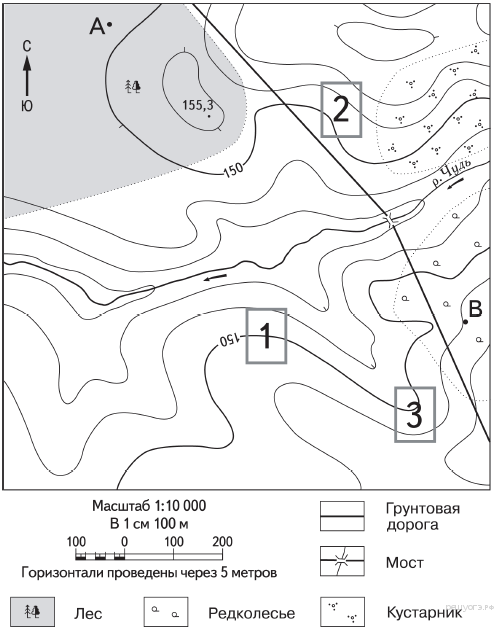 А
С
Ю
155,3
2
150
р. Чуль
В
1
150
3
Масштаб 1:10 000
В 1 см 100 м
100 0 100 200
Горизонтали проведены через 5 метров
Грунтовая
дорога
Мост
Лес
Редколесье
Кустарник